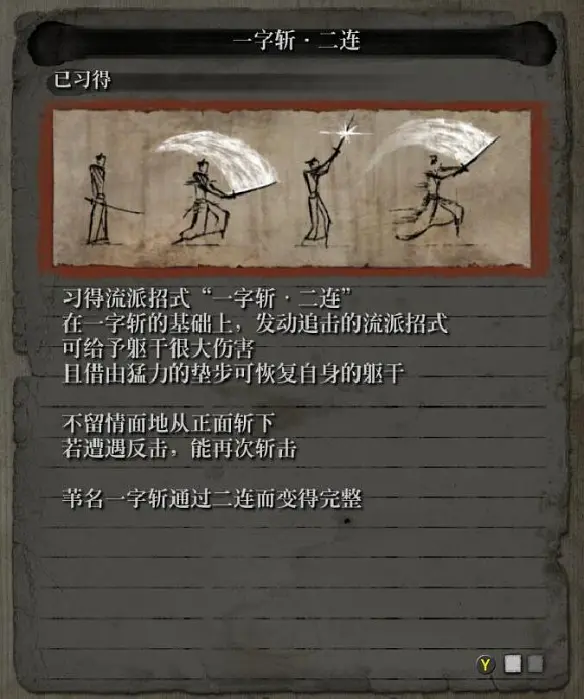 一字斩·二连
已习得
习得流派招式“一字斩·二连”
在一字斩的基础上，发动追击的流派招式
可给予躯干很大伤害
且借由猛力的垫步可恢复自身的躯干
不留情面地从正面斩下
若遭遇反击，能再次斩击
苇名一字斩通过二连而变得完整
Y